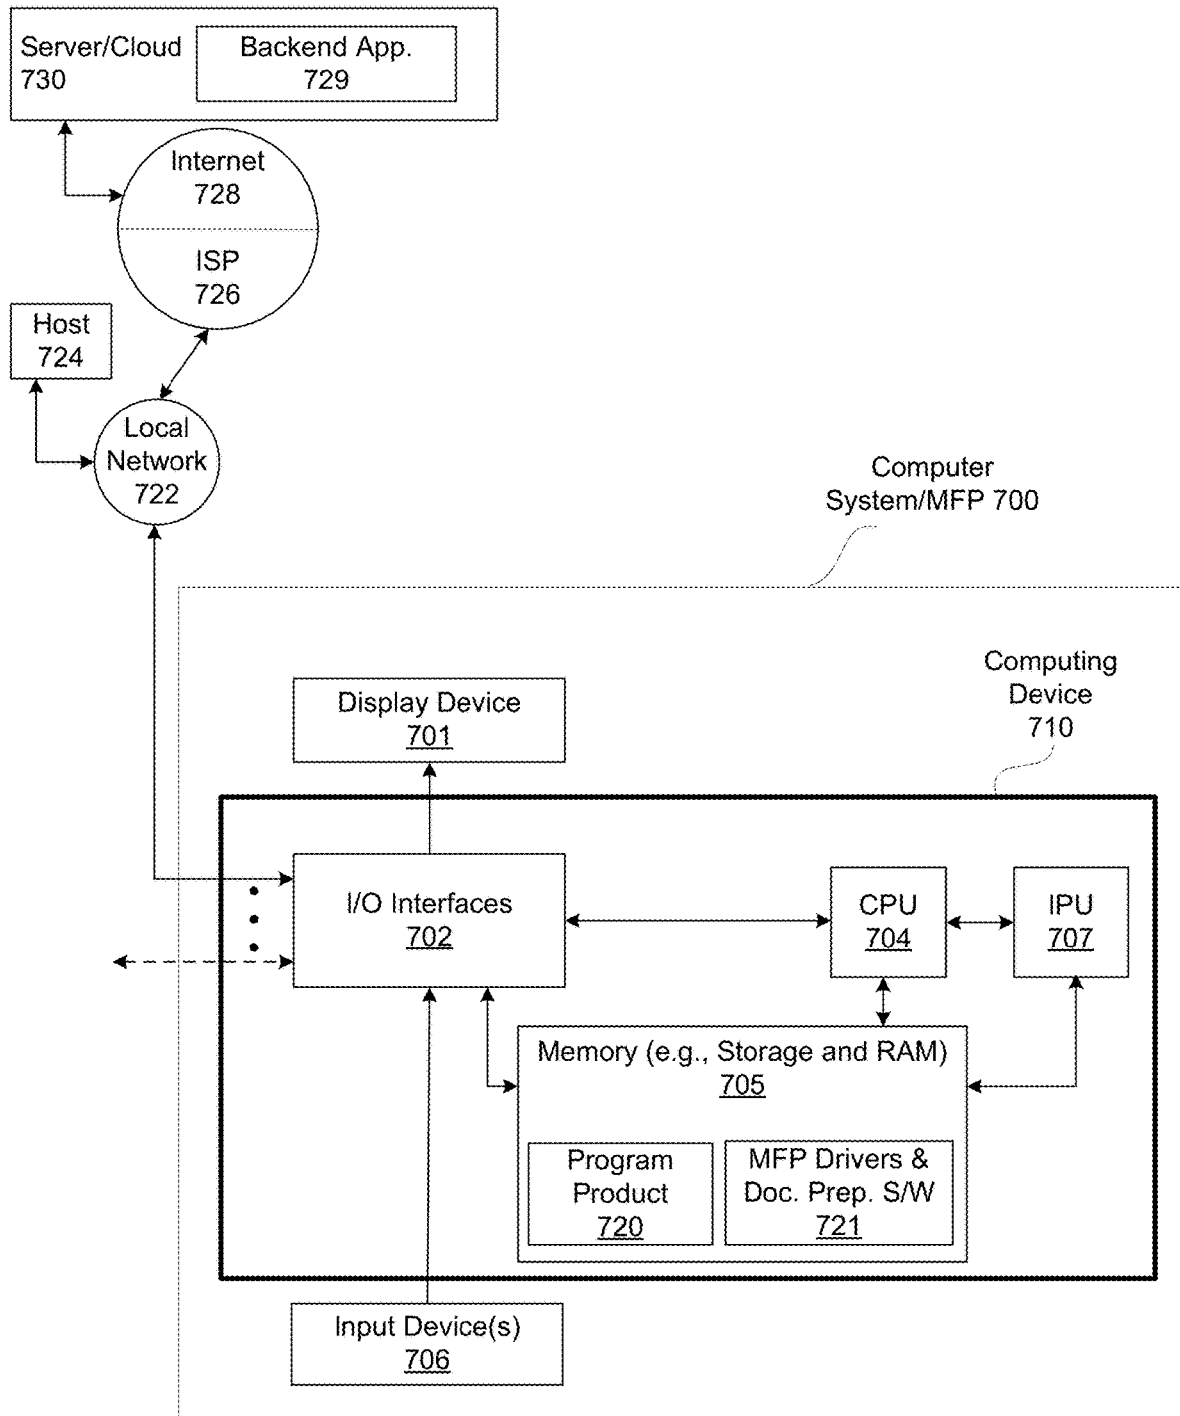 Server/Cloud
730
Backend App.
729
Internet
728
ISP
726
Host
724
Local
Network
722
Computer
System/MFP 700
Computing
Device
710
Display Device
701
I/O Interfaces
702
CPU
704
IPU
707
Memory (e.g., Storage and RAM)
705
Program
Product
720
MFP Drivers &
Doc. Prep. S/W
721
Input Device(s)
706